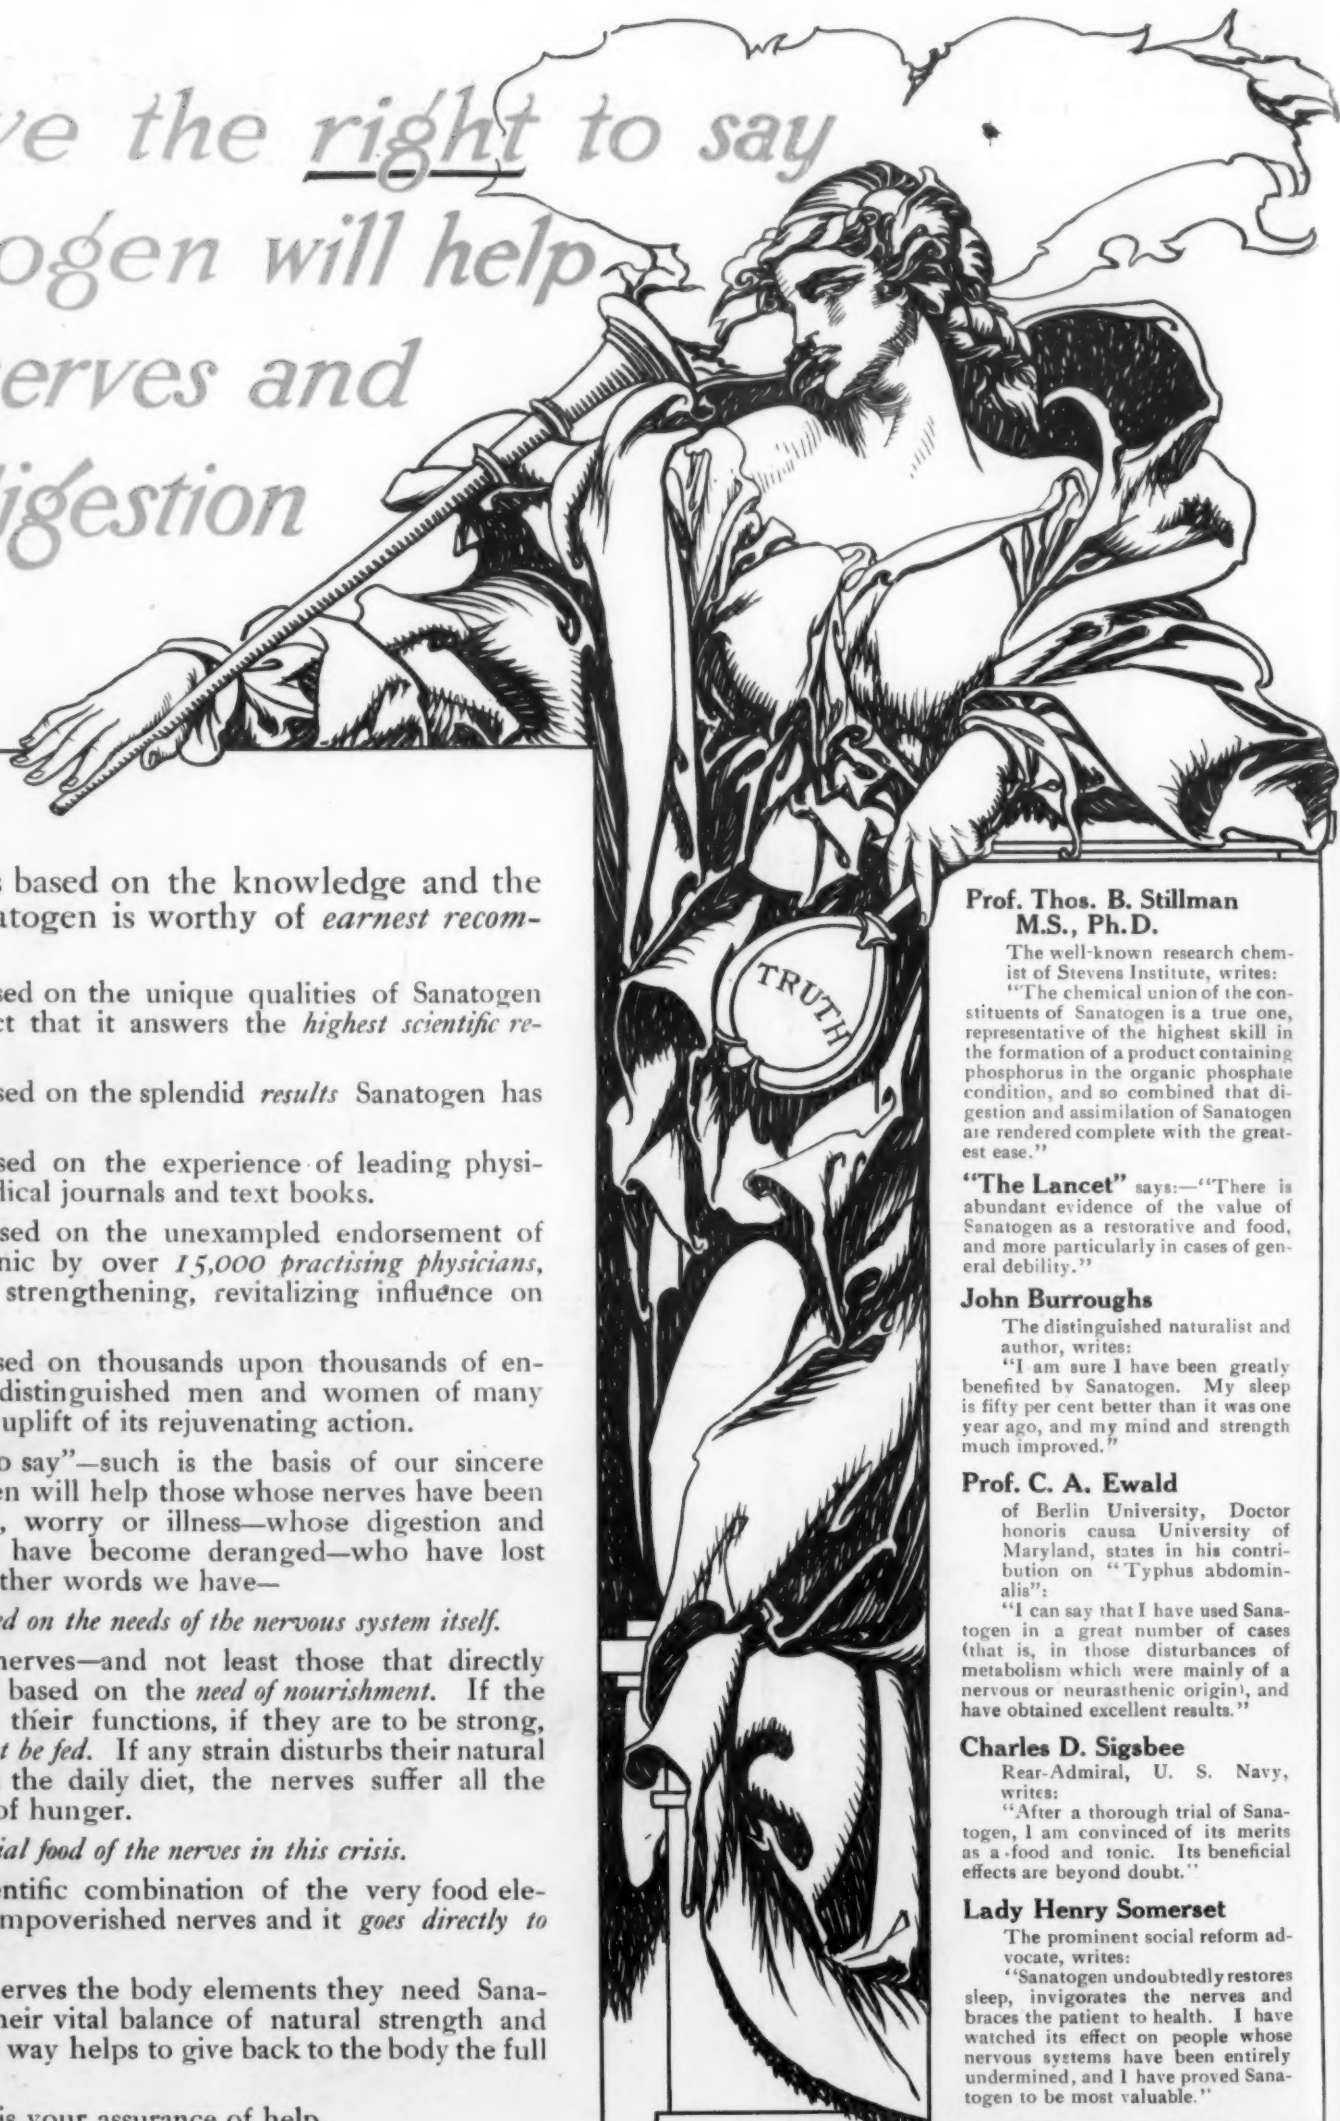 ve the right to say
ogen will help
erves and
igestion
based on the knowledge and the
atogen is worthy of earnest recom-
sed on the unique qualities of Sanatogen
ct that it answers the highest scientific re-
sed on the splendid results Sanatogen has
sed on the experience of leading physi-
dical journals and text books.
sed on the unexampled endorsement of
nic by over 15,000 practising physicians,
strengthening, revitalizing influence on
sed on thousands upon thousands of en-
distinguished men and women of many
uplift of its rejuvenating action.
o say"—such is the basis of our sincere
en will help those whose nerves have been
, worry or illness—whose digestion and
have become deranged—who have lost
ther words we have—
ed on the needs of the nervous system itself.
nerves—and not least those that directly
based on the need of nourishment. If the
their functions, if they are to be strong,
t be fed. If any strain disturbs their natural
the daily diet, the nerves suffer all the
of hunger.
ial food of the nerves in this crisis.
entific combination of the very food ele-
mpoverished nerves and it goes directly to
erves the body elements they need Sana-
heir vital balance of natural strength and
way helps to give back to the body the full
is your assurance of help
TRUTH
Prof. Thos. B. Stillman
M.S., Ph.D.
The well-known research chem-
ist of Stevens Institute, writes:
"The chemical union of the con-
stituents of Sanatogen is a true one,
representative of the highest skill in
the formation of a product containing
phosphorus in the organic phosphate
condition, and so combined that di-
gestion and assimilation of Sanatogen
are rendered complete with the great-
est ease."
"The Lancet" says:—"There is
abundant evidence of the value of
Sanatogen as a restorative and food,
and more particularly in cases of gen-
eral debility."
John Burroughs
The distinguished naturalist and
author, writes:
"I am sure I have been greatly
benefited by Sanatogen. My sleep
is fifty per cent better than it was one
year ago, and my mind and strength
much improved."
Prof. C. A. Ewald
of Berlin University, Doctor
honoris causa University of
Maryland, states in his contri-
bution on "Typhus abdomin-
alis":
"I can say that I have used Sana-
togen in a great number of cases
(that is, in those disturbances of
metabolism which were mainly of a
nervous or neurasthenic origin), and
have obtained excellent results."
Charles D. Sigsbee
Rear-Admiral, U. S. Navy,
writes:
"After a thorough trial of Sana-
togen, I am convinced of its merits
as a food and tonic. Its beneficial
effects are beyond doubt."
Lady Henry Somerset
The prominent social reform ad-
vocate, writes:
"Sanatogen undoubtedly restores
sleep, invigorates the nerves and
braces the patient to health. I have
watched its effect on people whose
nervous systems have been entirely
undermined, and I have proved Sana-
togen to be most valuable."